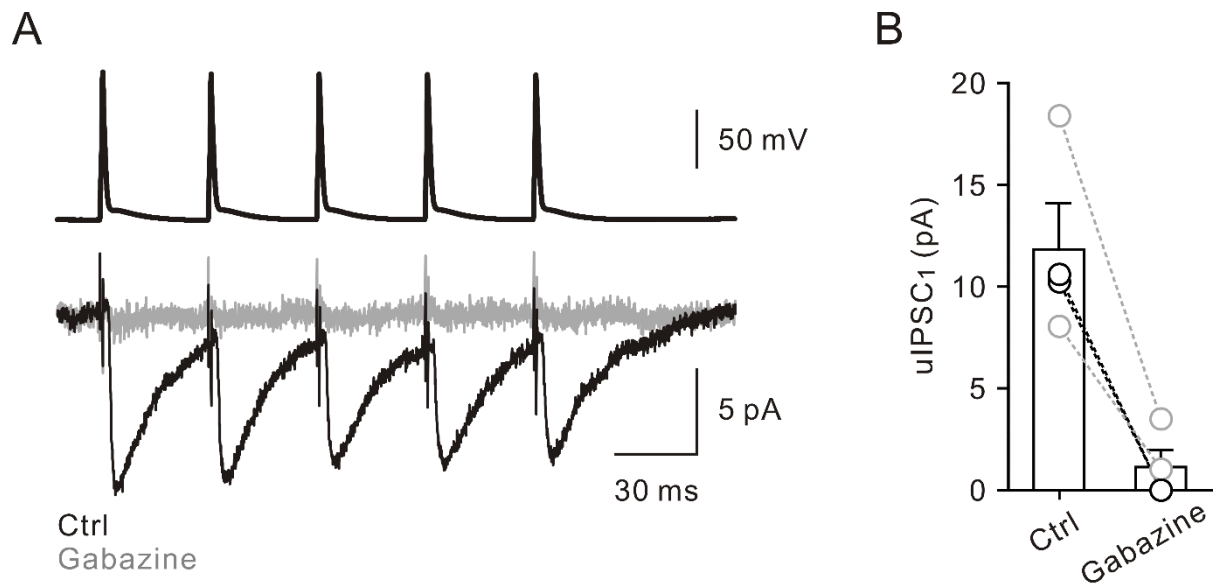 A
50 mV
5 pA
30 ms
Ctrl
Gabazine
B
uIPSC₁ (pA)
20
15
10
5
0
Ctrl
Gabazine